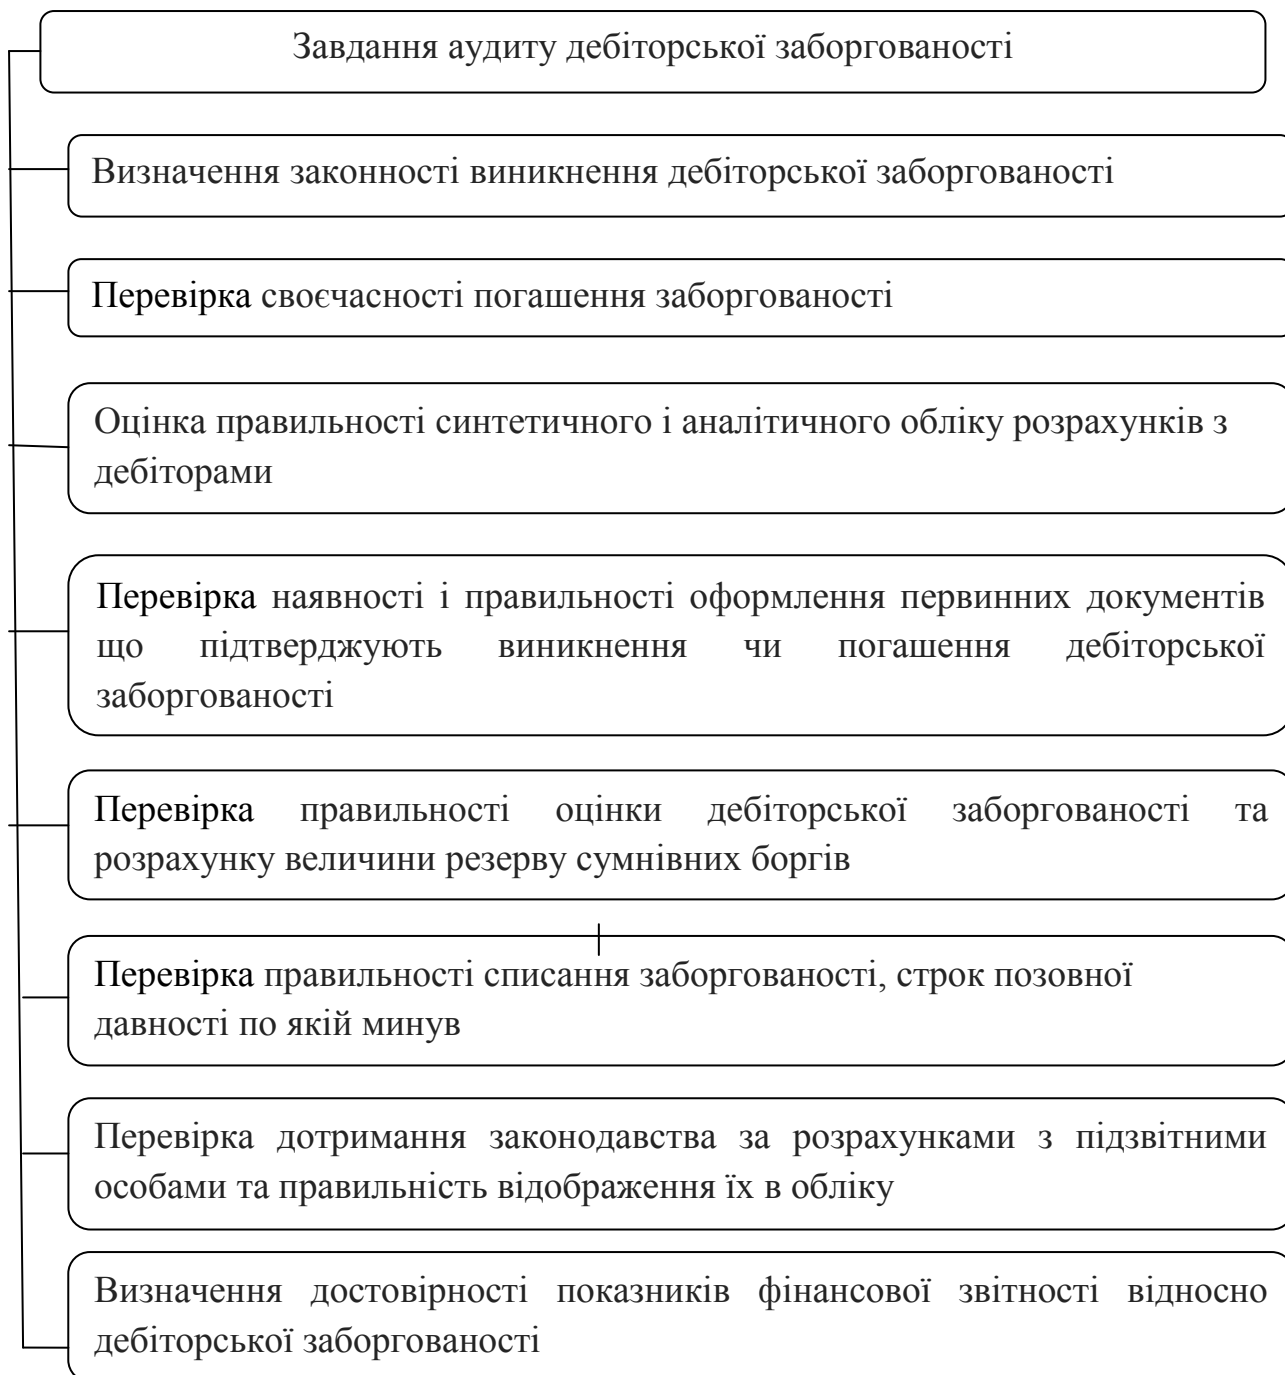 Завдання аудиту дебіторської заборгованості
Визначення законності виникнення дебіторської заборгованості
Перевірка своєчасності погашення заборгованості
Оцінка правильності синтетичного і аналітичного обліку розрахунків з
дебіторами
Перевірка наявності і правильності оформлення первинних документів
що підтверджують виникнення чи погашення дебіторської
заборгованості
Перевірка правильності оцінки дебіторської заборгованості та
розрахунку величини резерву сумнівних боргів
Перевірка правильності списання заборгованості, строк позовної
давності по якій минув
Перевірка дотримання законодавства за розрахунками з підзвітними
особами та правильність відображення їх в обліку
Визначення достовірності показників фінансової звітності відносно
дебіторської заборгованості